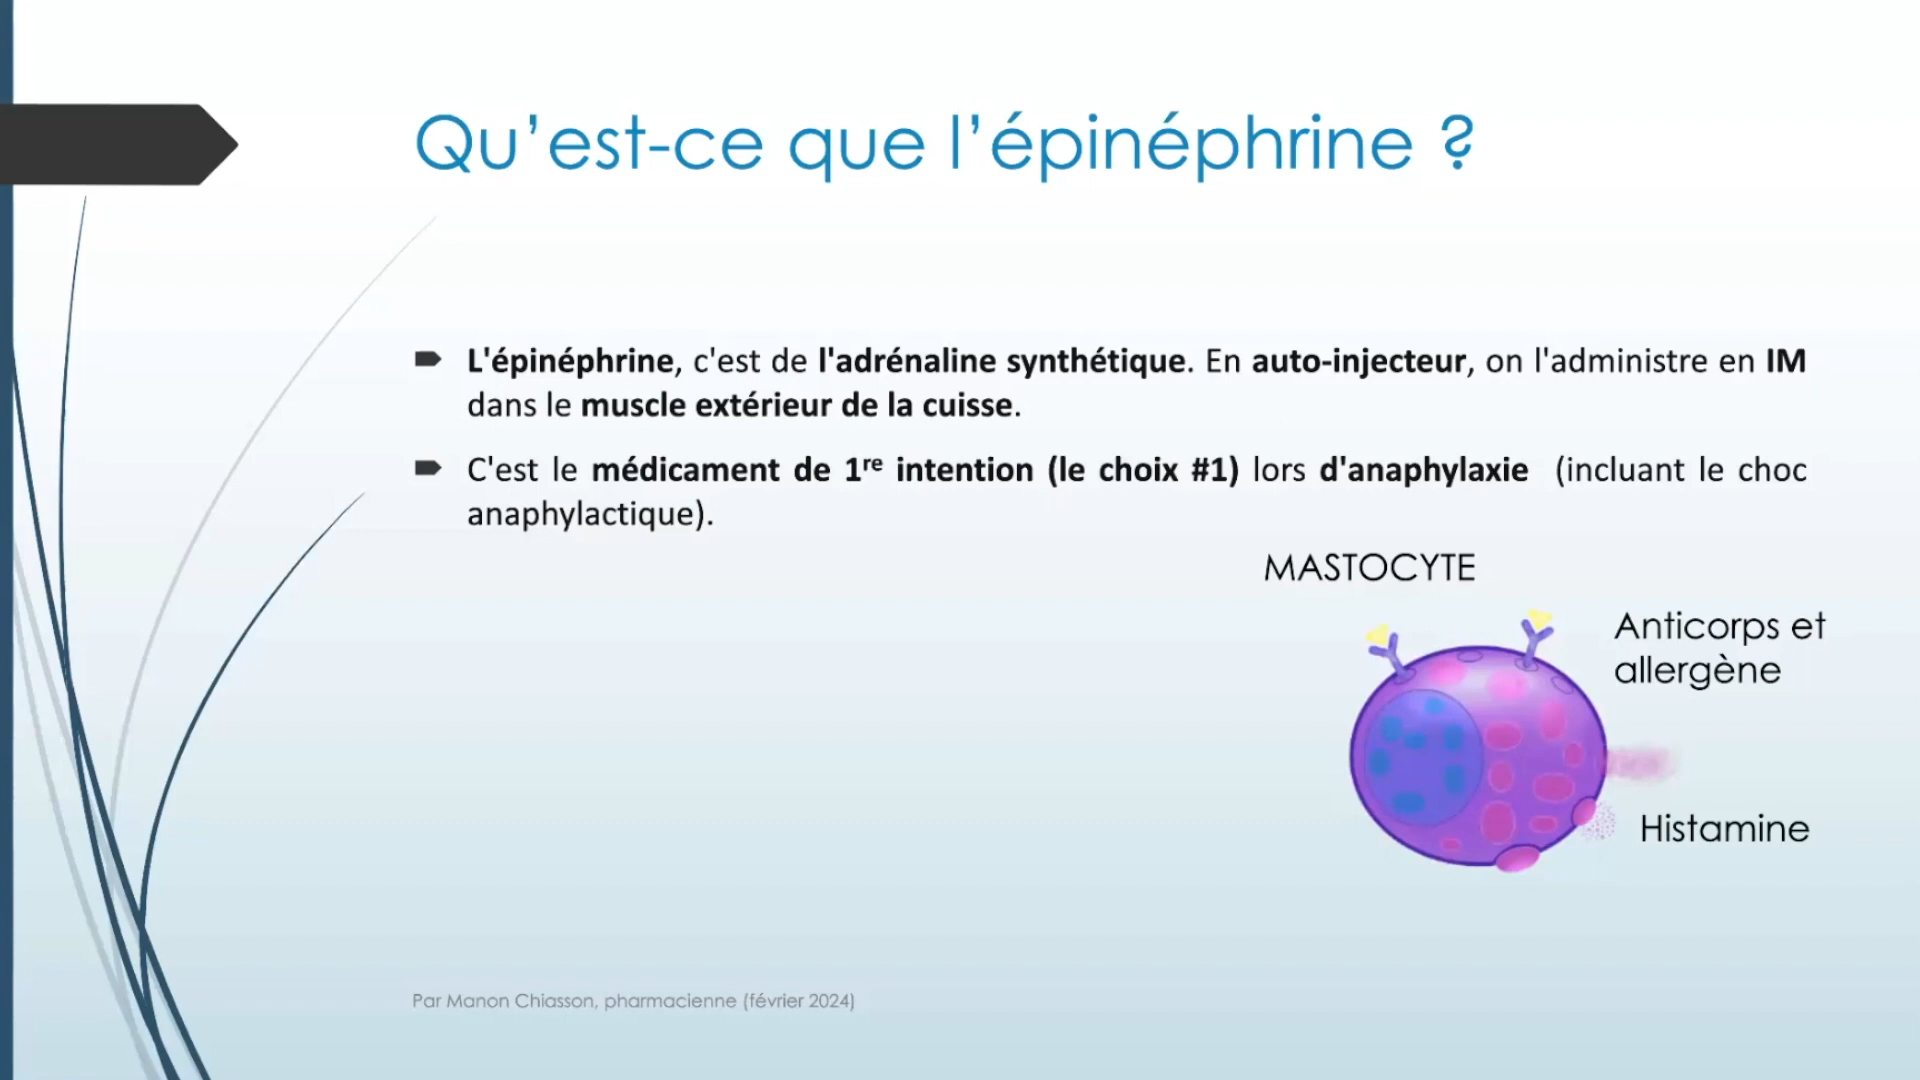 Qu’est-ce que l’épinéphrine ?
L'épinéphrine, c'est de l'adrénaline synthétique. En auto-injecteur, on l'administre en IM
dans le muscle extérieur de la cuisse.
C'est le médicament de 1re intention (le choix #1) lors d'anaphylaxie (incluant le choc
anaphylactique).
MASTOCYTE
Anticorps et
allergène
Histamine
Par Manon Chiasson, pharmacienne (février 2024)